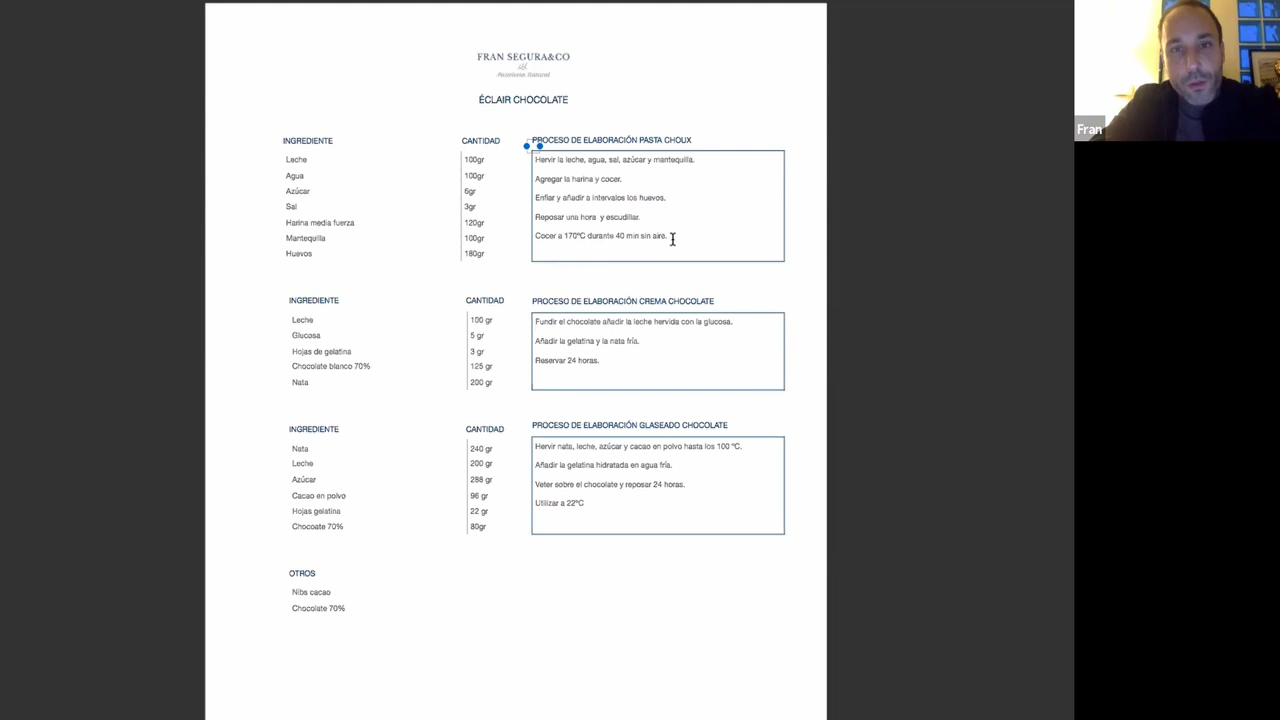 FRAN SEGURA&CO
Pastelería Natural
ÉCLAIR CHOCOLATE
INGREDIENTE CANTIDAD
Leche 100gr
Agua 100gr
Azúcar 6gr
Sal 3gr
Harina media fuerza 120gr
Mantequilla 100gr
Huevos 180gr
PROCESO DE ELABORACIÓN PASTA CHOUX
Hervir la leche, agua, sal, azúcar y mantequilla.
Agregar la harina y cocer.
Enfiar y añadir a intervalos los huevos.
Reposar una hora y escudillar.
Cocer a 170ºC durante 40 min sin aire.
INGREDIENTE CANTIDAD
Leche 100 gr
Glucosa 5 gr
Hojas de gelatina 3 gr
Chocolate blanco 70% 125 gr
Nata 200 gr
PROCESO DE ELABORACIÓN CREMA CHOCOLATE
Fundir el chocolate añadir la leche hervida con la glucosa.
Añadir la gelatina y la nata fría.
Reservar 24 horas.
INGREDIENTE CANTIDAD
Nata 240 gr
Leche 200 gr
Azúcar 288 gr
Cacao en polvo 96 gr
Hojas gelatina 22 gr
Chocoate 70% 80gr
PROCESO DE ELABORACIÓN GLASEADO CHOCOLATE
Hervir nata, leche, azúcar y cacao en polvo hasta los 100 ºC.
Añadir la gelatina hidratada en agua fría.
Veter sobre el chocolate y reposar 24 horas.
Utilizar a 22ºC
OTROS
Nibs cacao
Chocolate 70%
Fran